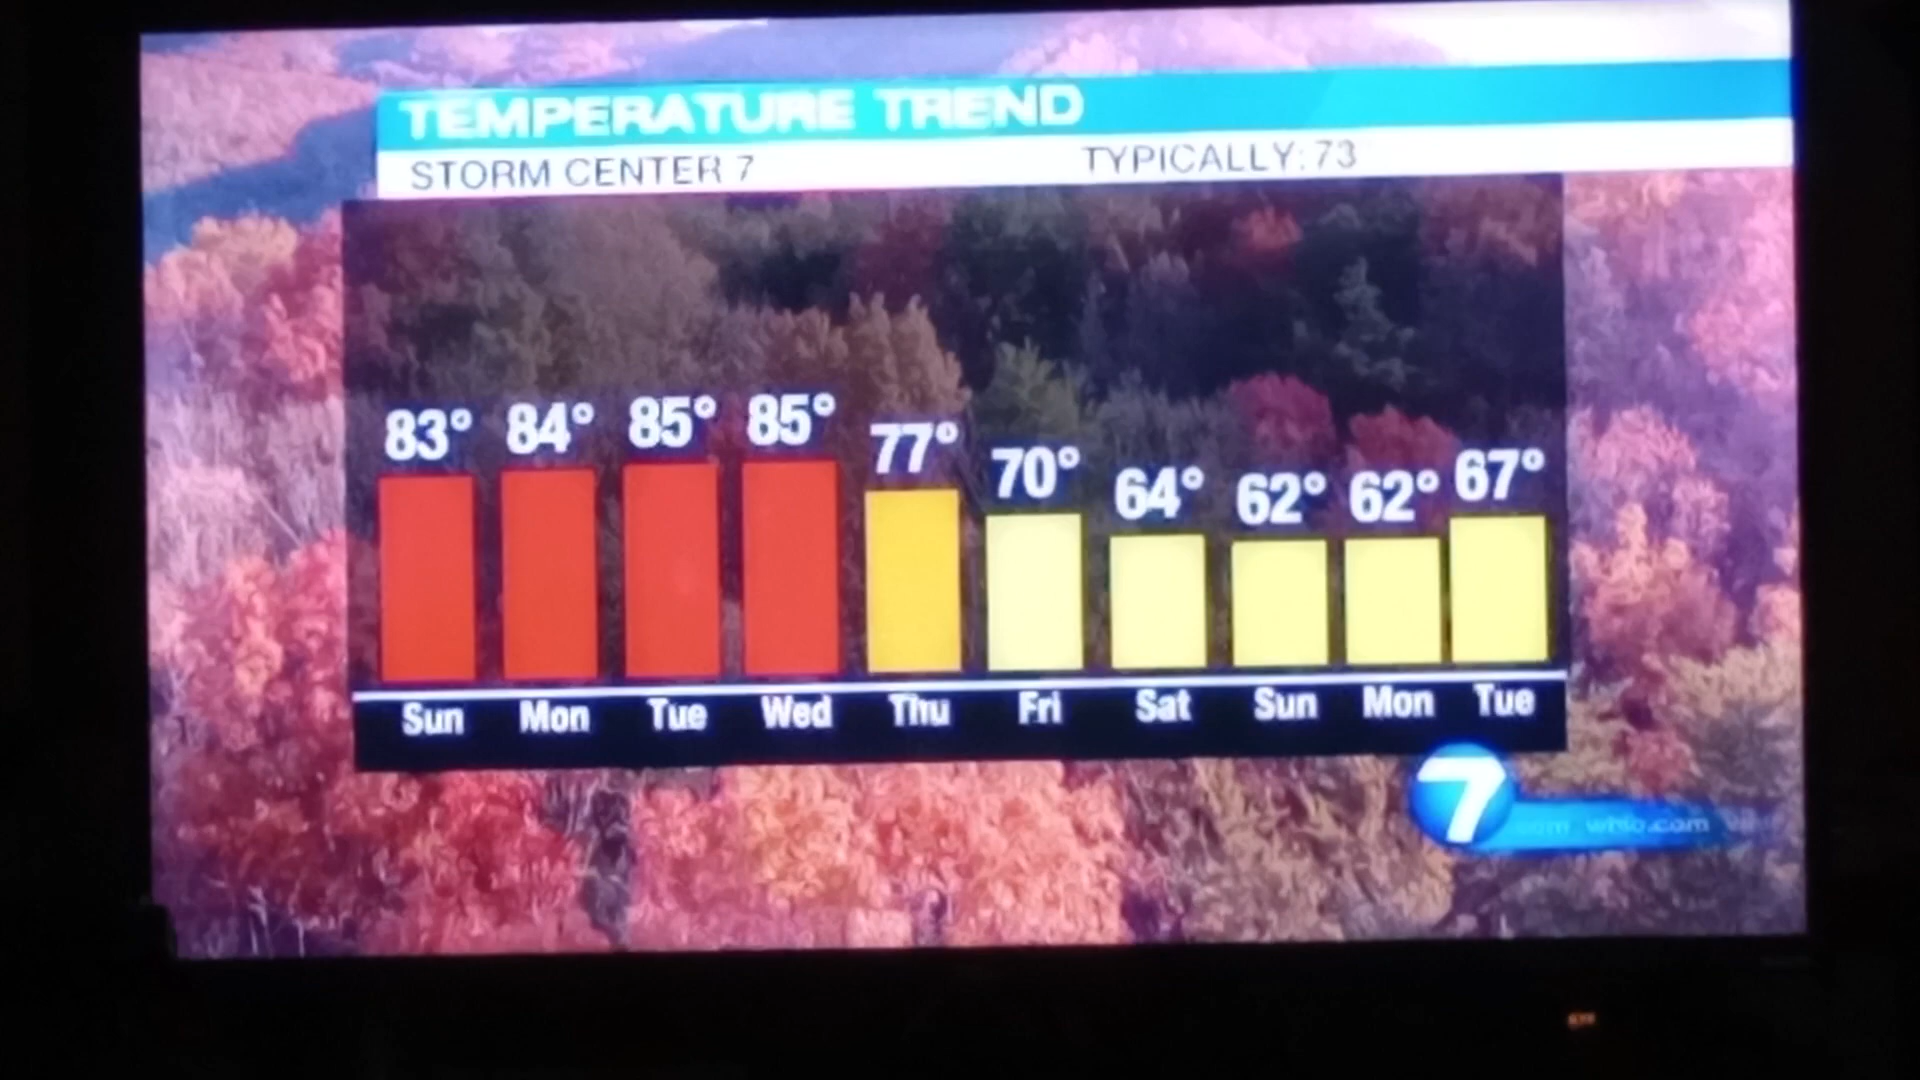 TEMPERATURE TREND
STORM CENTER 7 TYPICALLY: 73
83° 84° 85° 85° 77° 70° 64° 62° 62° 67°
Sun Mon Tue Wed Thu Fri Sat Sun Mon Tue
7
whio.com